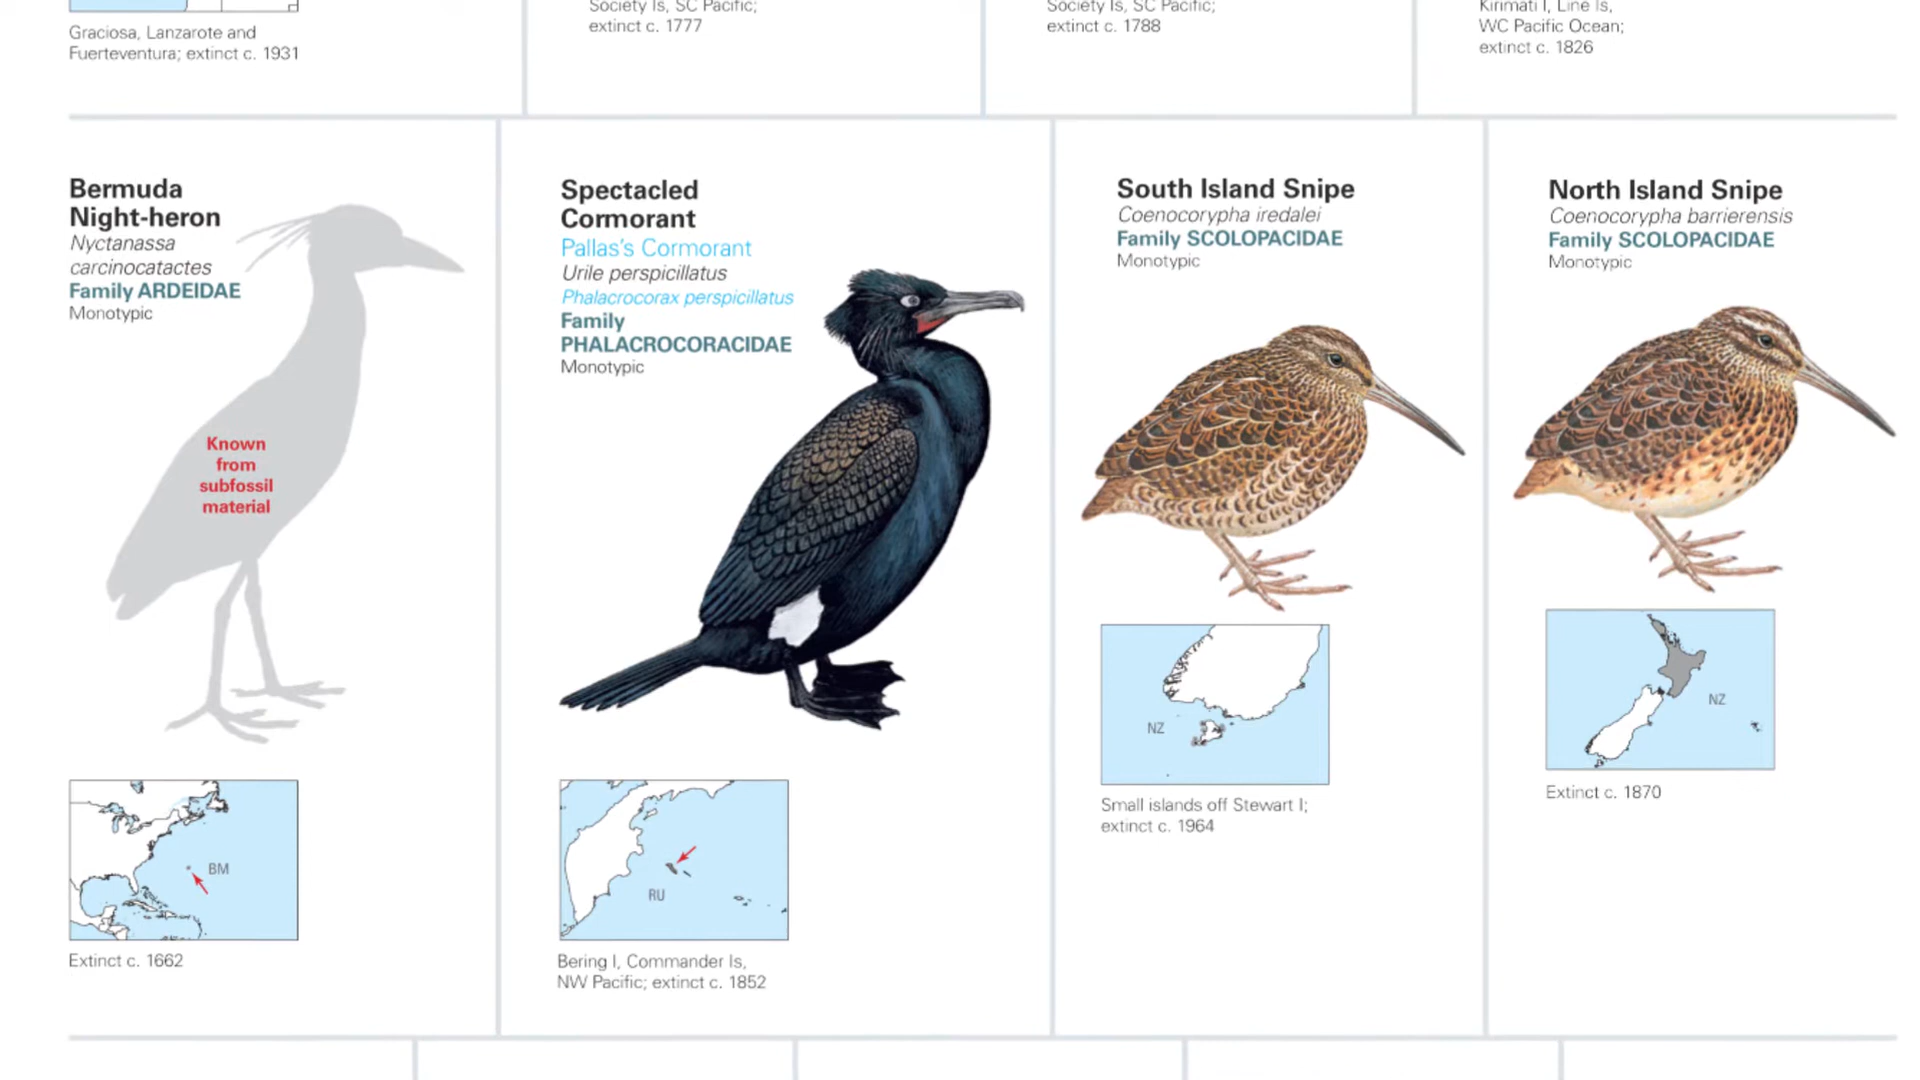 Graciosa, Lanzarote and
Fuerteventura; extinct c. 1931
Society Is, SC Pacific;
extinct c. 1777
Society Is, SC Pacific;
extinct c. 1788
Kirimati I, Line Is,
WC Pacific Ocean;
extinct c. 1826
Bermuda
Night-heron
Nyctanassa
carcinocatactes
Family ARDEIDAE
Monotypic
Known
from
subfossil
material
BM
Extinct c. 1662
Spectacled
Cormorant
Pallas's Cormorant
Urile perspicillatus
Phalacrocorax perspicillatus
Family
PHALACROCORACIDAE
Monotypic
RU
Bering I, Commander Is,
NW Pacific; extinct c. 1852
South Island Snipe
Coenocorypha iredalei
Family SCOLOPACIDAE
Monotypic
NZ
Small islands off Stewart I;
extinct c. 1964
North Island Snipe
Coenocorypha barrierensis
Family SCOLOPACIDAE
Monotypic
NZ
Extinct c. 1870